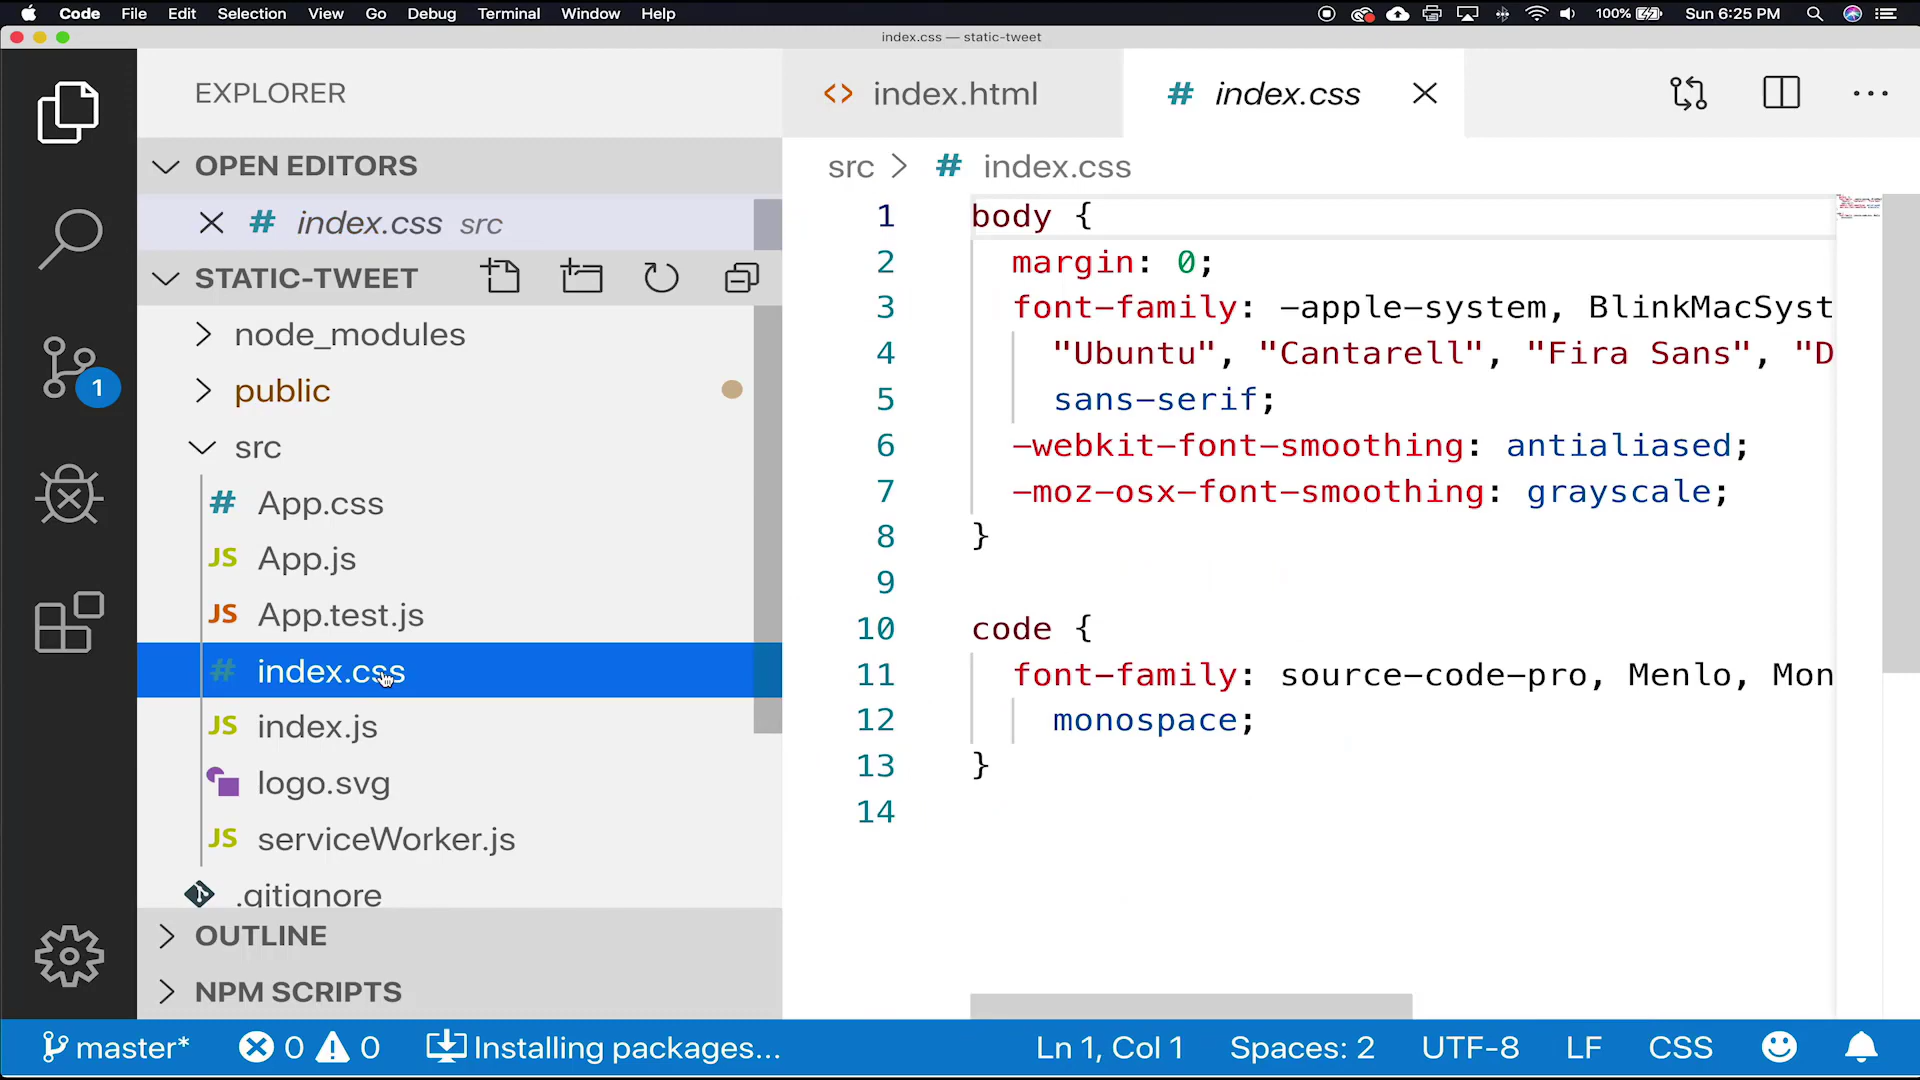 Code File Edit Selection View Go Debug Terminal Window Help 100% Sun 6:25 PM
index.css — static-tweet
EXPLORER
OPEN EDITORS
# index.css src
STATIC-TWEET
node_modules
public
src
# App.css
JS App.js
JS App.test.js
# index.css
JS index.js
logo.svg
JS serviceWorker.js
.gitignore
OUTLINE
NPM SCRIPTS
1
<> index.html # index.css
src > # index.css
1 body {
2 margin: 0;
3 font-family: -apple-system, BlinkMacSyst
4 "Ubuntu", "Cantarell", "Fira Sans", "D
5 sans-serif;
6 -webkit-font-smoothing: antialiased;
7 -moz-osx-font-smoothing: grayscale;
8 }
9
10 code {
11 font-family: source-code-pro, Menlo, Mon
12 monospace;
13 }
14
master* 0 0 Installing packages... Ln 1, Col 1 Spaces: 2 UTF-8 LF CSS